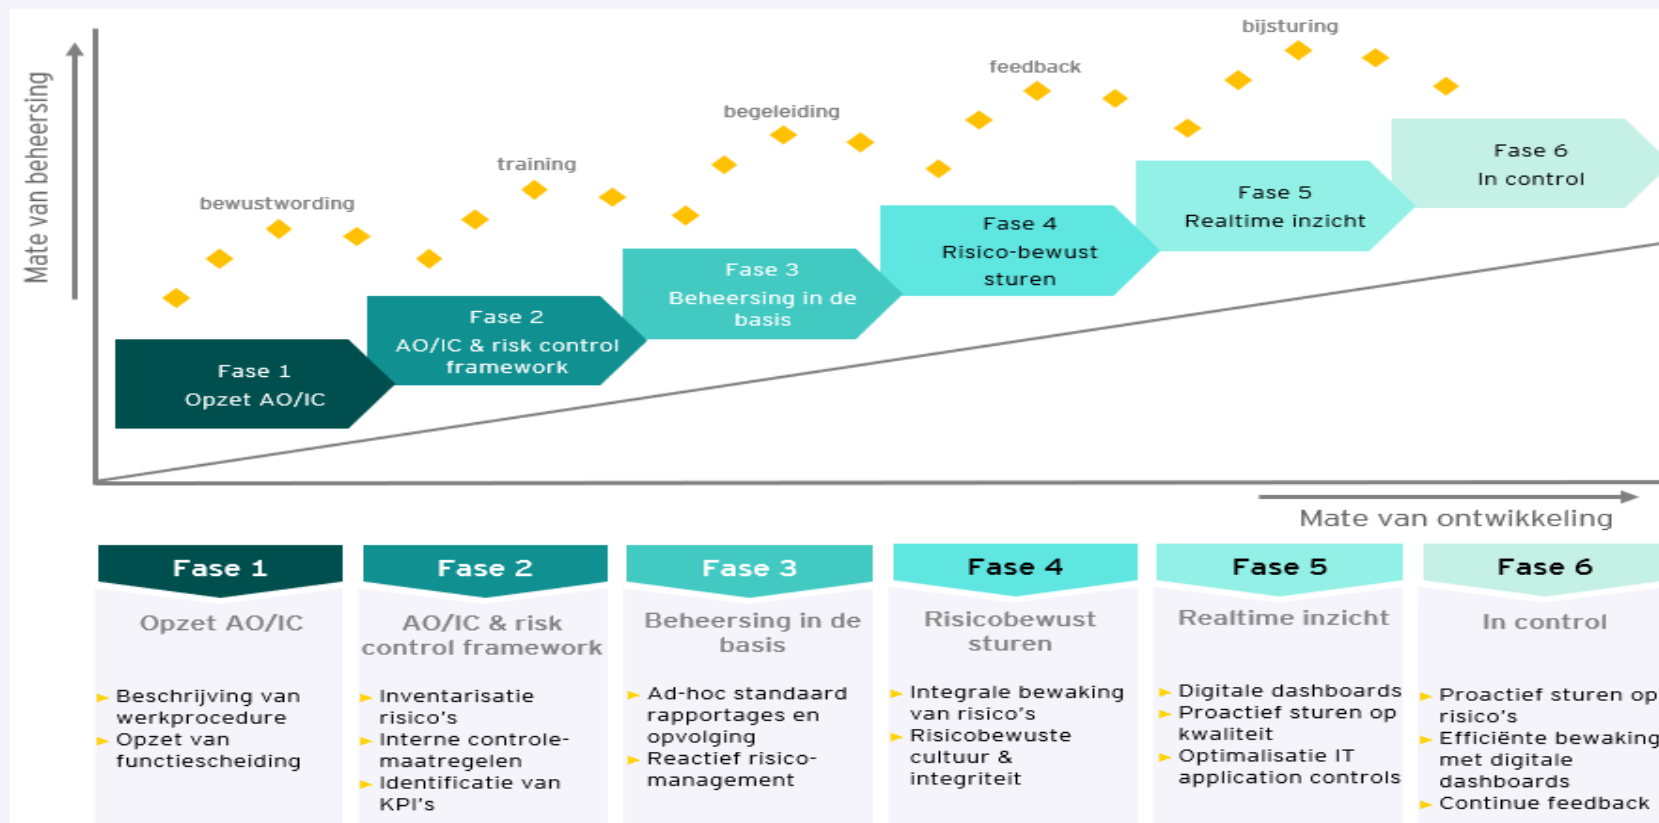 Mate van beheersing
bewustwording
training
begeleiding
feedback
bijsturing
Fase 1
Opzet AO/IC
Fase 2
AO/IC & risk control
framework
Fase 3
Beheersing in de
basis
Fase 4
Risico-bewust
sturen
Fase 5
Realtime inzicht
Fase 6
In control
Mate van ontwikkeling
Fase 1
Opzet AO/IC
► Beschrijving van
werkprocedure
► Opzet van
functiescheiding
Fase 2
AO/IC & risk
control framework
► Inventarisatie
risico's
► Interne controle-
maatregelen
► Identificatie van
KPI's
Fase 3
Beheersing in de
basis
► Ad-hoc standaard
rapportages en
opvolging
► Reactief risico-
management
Fase 4
Risicobewust
sturen
► Integrale bewaking
van risico's
► Risicobewuste
cultuur &
integriteit
Fase 5
Realtime inzicht
► Digitale dashboards
► Proactief sturen op
kwaliteit
► Optimalisatie IT
application controls
Fase 6
In control
► Proactief sturen op
risico's
► Efficiënte bewaking
met digitale
dashboards
► Continue feedback